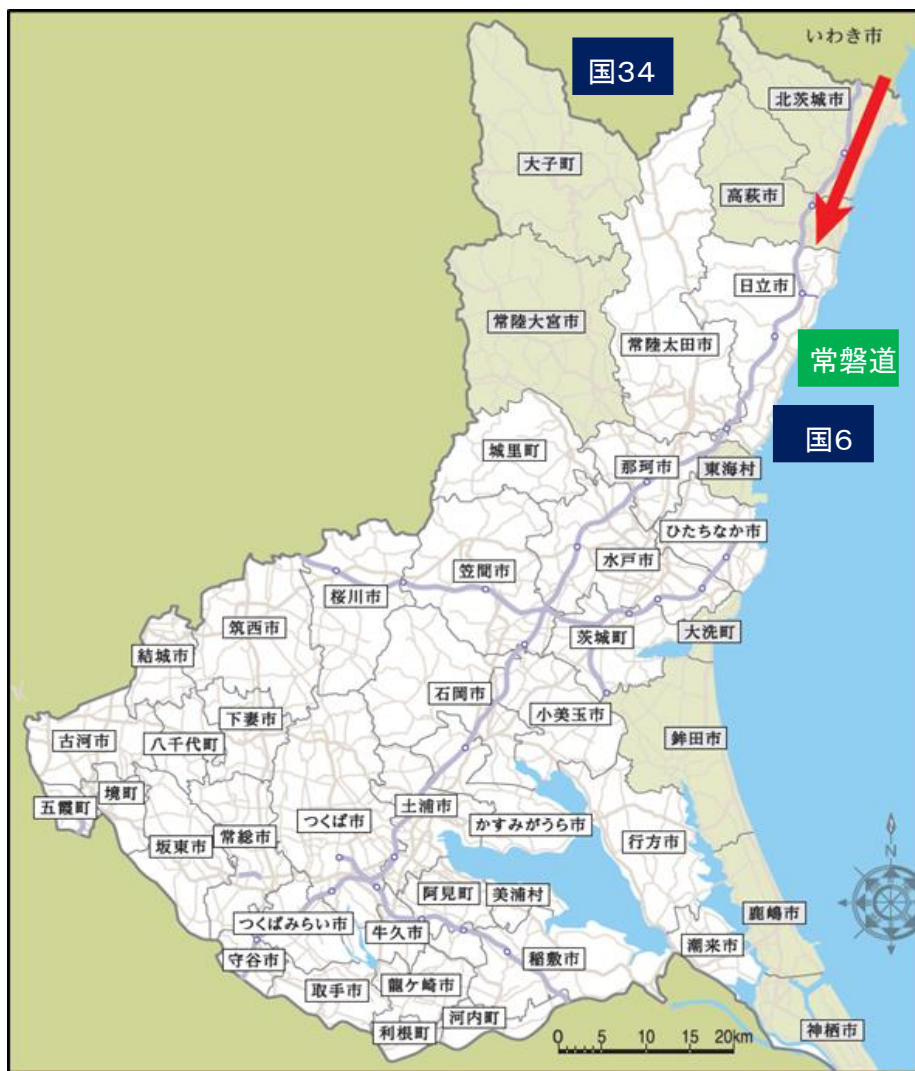 いわき市
国34
北茨城市
大子町
高萩市
日立市
常陸大宮市
常陸太田市
常磐道
国6
城里町
那珂市
東海村
ひたちなか市
水戸市
笠間市
桜川市
筑西市
茨城町
大洗町
結城市
石岡市
小美玉市
下妻市
鉾田市
古河市
八千代町
境町
五霞町
土浦市
つくば市
かすみがうら市
常総市
坂東市
行方市
阿見町
美浦村
鹿嶋市
つくばみらい市
牛久市
潮来市
守谷市
稲敷市
取手市
龍ケ崎市
河内町
利根町
神栖市
N
0 5 10 15 20km